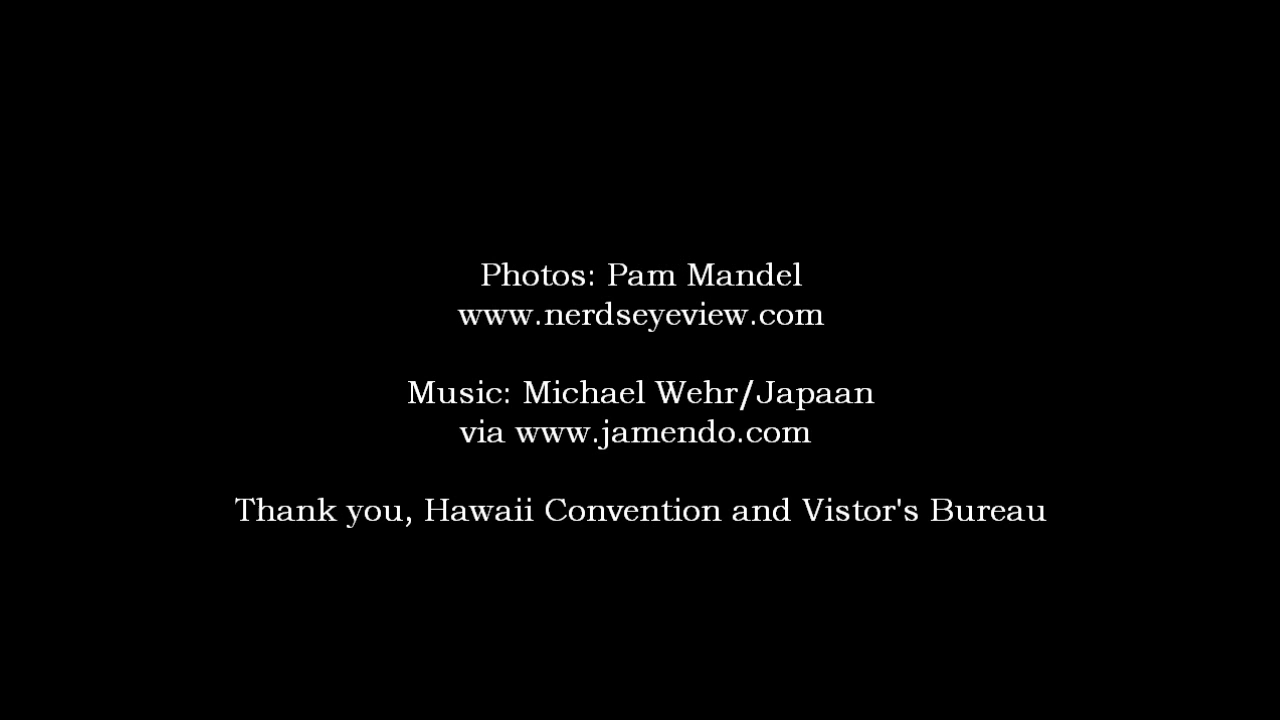 Photos: Pam Mandel
www.nerdseyeview.com
Music: Michael Wehr/Japaan
via www.jamendo.com
Thank you, Hawaii Convention and Vistor's Bureau